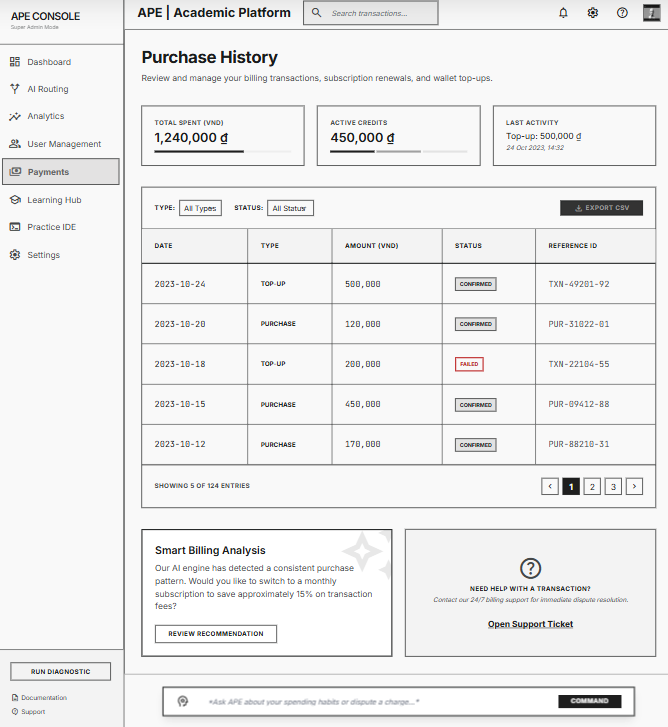 APE CONSOLE
Super Admin Mode
Dashboard
AI Routing
Analytics
User Management
Payments
Learning Hub
Practice IDE
Settings
RUN DIAGNOSTIC
Documentation
Support
APE | Academic Platform
Search transactions...
Purchase History
Review and manage your billing transactions, subscription renewals, and wallet top-ups.
TOTAL SPENT (VND)
1,240,000 ₫
ACTIVE CREDITS
450,000 ₫
LAST ACTIVITY
Top-up: 500,000 ₫
24 Oct 2023, 14:32
TYPE: All Types STATUS: All Status EXPORT CSV
DATE TYPE AMOUNT (VND) STATUS REFERENCE ID
2023-10-24 TOP-UP 500,000 CONFIRMED TXN-49201-92
2023-10-20 PURCHASE 120,000 CONFIRMED PUR-31022-01
2023-10-18 TOP-UP 200,000 FAILED TXN-22104-55
2023-10-15 PURCHASE 450,000 CONFIRMED PUR-09412-88
2023-10-12 PURCHASE 170,000 CONFIRMED PUR-88210-31
SHOWING 5 OF 124 ENTRIES ‹ 1 2 3 ›
Smart Billing Analysis
Our AI engine has detected a consistent purchase
pattern. Would you like to switch to a monthly
subscription to save approximately 15% on transaction
fees?
REVIEW RECOMMENDATION
NEED HELP WITH A TRANSACTION?
Contact our 24/7 billing support for immediate dispute resolution.
Open Support Ticket
*Ask APE about your spending habits or dispute a charge...*
COMMAND